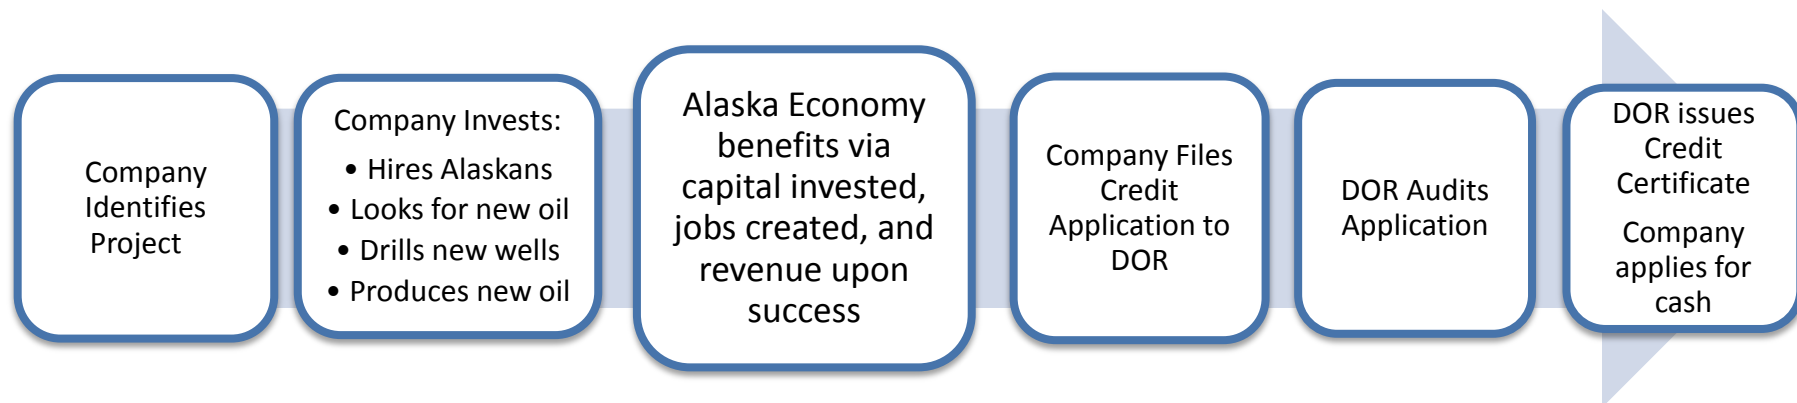 Company
Identifies
Project
Company Invests:
• Hires Alaskans
• Looks for new oil
• Drills new wells
• Produces new oil
Alaska Economy
benefits via
capital invested,
jobs created, and
revenue upon
success
Company Files
Credit
Application to
DOR
DOR Audits
Application
DOR issues
Credit
Certificate
Company
applies for
cash